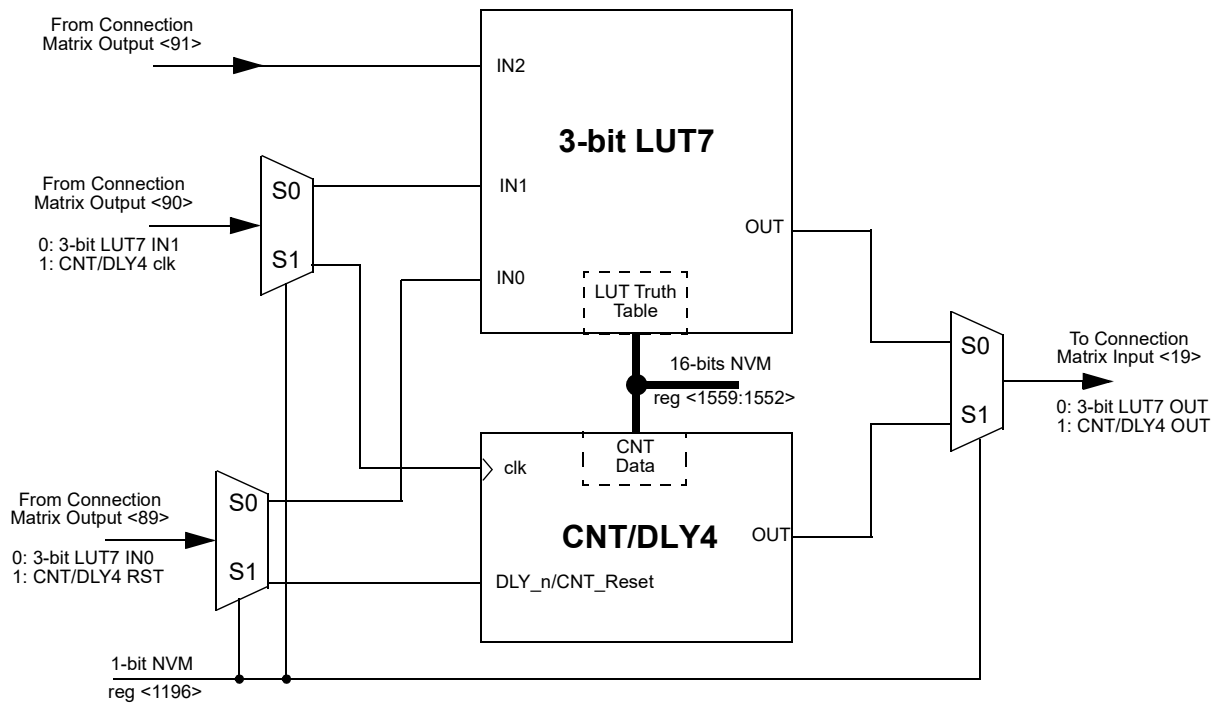 From Connection
Matrix Output <91>
IN2
3-bit LUT7
From Connection
Matrix Output <90>
0: 3-bit LUT7 IN1
1: CNT/DLY4 clk
S0
S1
IN1
IN0
OUT
LUT Truth
Table
16-bits NVM
reg <1559:1552>
S0
S1
To Connection
Matrix Input <19>
0: 3-bit LUT7 OUT
1: CNT/DLY4 OUT
CNT
Data
clk
CNT/DLY4
OUT
DLY_n/CNT_Reset
From Connection
Matrix Output <89>
0: 3-bit LUT7 IN0
1: CNT/DLY4 RST
S0
S1
1-bit NVM
reg <1196>